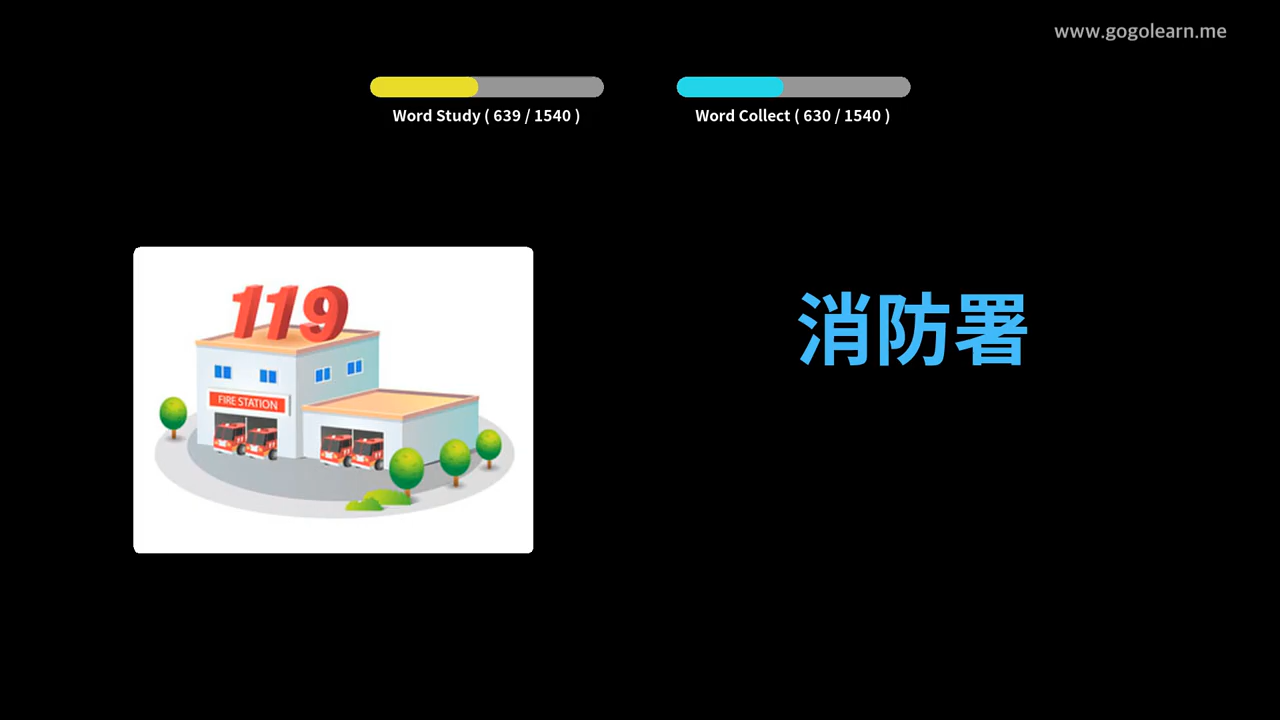 www.gogolearn.me
Word Study ( 639 / 1540 )
Word Collect ( 630 / 1540 )
119
FIRE STATION
消防署